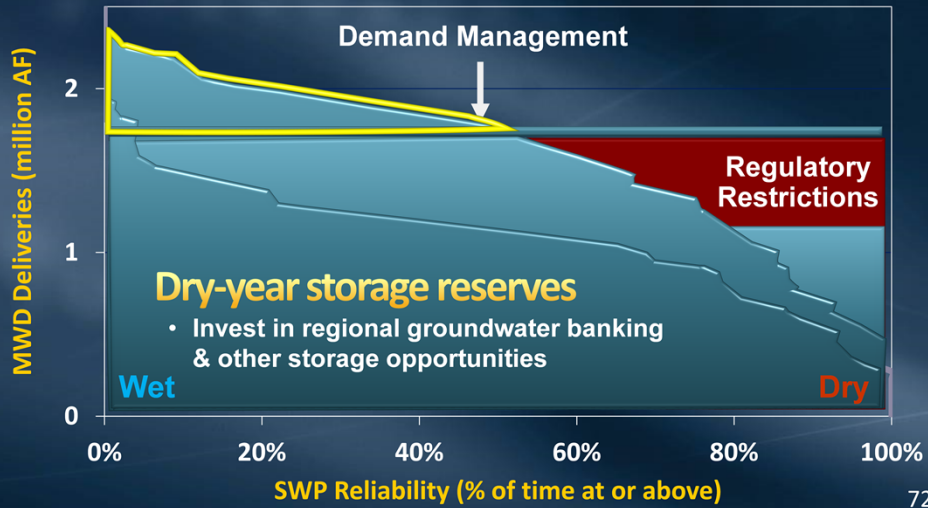 Demand Management
MWD Deliveries (million AF)
2
1
0
Regulatory
Restrictions
Dry-year storage reserves
• Invest in regional groundwater banking
& other storage opportunities
Wet
Dry
0%
20%
40%
60%
80%
100%
SWP Reliability (% of time at or above)
72